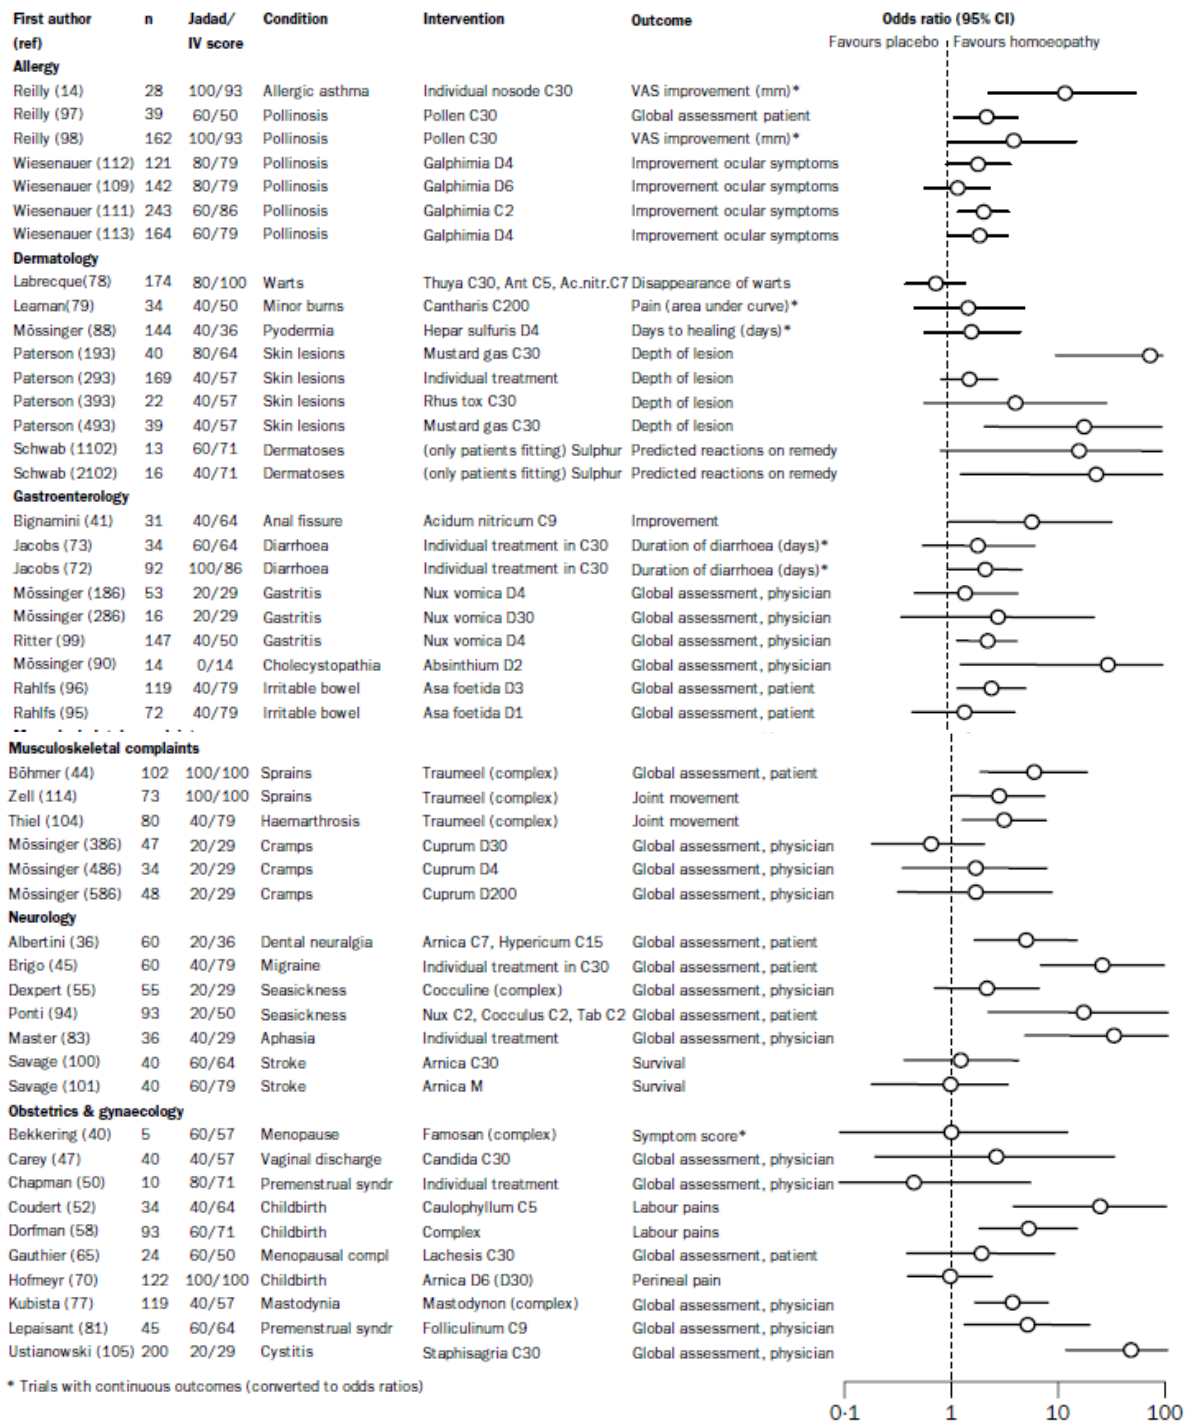 First author n Jadad/ Condition Intervention Outcome Odds ratio (95% CI)
(ref) IV score Favours placebo Favours homoeopathy
Allergy
Reilly (14) 28 100/93 Allergic asthma Individual nosode C30 VAS improvement (mm)*
Reilly (97) 39 60/50 Pollinosis Pollen C30 Global assessment patient
Reilly (98) 162 100/93 Pollinosis Pollen C30 VAS improvement (mm)*
Wiesenauer (112) 121 80/79 Pollinosis Galphimia D4 Improvement ocular symptoms
Wiesenauer (109) 142 80/79 Pollinosis Galphimia D6 Improvement ocular symptoms
Wiesenauer (111) 243 60/86 Pollinosis Galphimia C2 Improvement ocular symptoms
Wiesenauer (113) 164 60/79 Pollinosis Galphimia D4 Improvement ocular symptoms
Dermatology
Labrecque(78) 174 80/100 Warts Thuya C30, Ant C5, Ac.nitr.C7 Disappearance of warts
Leaman(79) 34 40/50 Minor burns Cantharis C200 Pain (area under curve)*
Mössinger (88) 144 40/36 Pyodermia Hepar sulfuris D4 Days to healing (days)*
Paterson (193) 40 80/64 Skin lesions Mustard gas C30 Depth of lesion
Paterson (293) 169 40/57 Skin lesions Individual treatment Depth of lesion
Paterson (393) 22 40/57 Skin lesions Rhus tox C30 Depth of lesion
Paterson (493) 39 40/57 Skin lesions Mustard gas C30 Depth of lesion
Schwab (1102) 13 60/71 Dermatoses (only patients fitting) Sulphur Predicted reactions on remedy
Schwab (2102) 16 40/71 Dermatoses (only patients fitting) Sulphur Predicted reactions on remedy
Gastroenterology
Bignamini (41) 31 40/64 Anal fissure Acidum nitricum C9 Improvement
Jacobs (73) 34 60/64 Diarrhoea Individual treatment in C30 Duration of diarrhoea (days)*
Jacobs (72) 92 100/86 Diarrhoea Individual treatment in C30 Duration of diarrhoea (days)*
Mössinger (186) 53 20/29 Gastritis Nux vomica D4 Global assessment, physician
Mössinger (286) 16 20/29 Gastritis Nux vomica D30 Global assessment, physician
Ritter (99) 147 40/50 Gastritis Nux vomica D4 Global assessment, physician
Mössinger (90) 14 0/14 Cholecystopathia Absinthium D2 Global assessment, physician
Rahlfs (96) 119 40/79 Irritable bowel Asa foetida D3 Global assessment, patient
Rahlfs (95) 72 40/79 Irritable bowel Asa foetida D1 Global assessment, patient
Musculoskeletal complaints
Böhmer (44) 102 100/100 Sprains Traumeel (complex) Global assessment, patient
Zell (114) 73 100/100 Sprains Traumeel (complex) Joint movement
Thiel (104) 80 40/79 Haemarthrosis Traumeel (complex) Joint movement
Mössinger (386) 47 20/29 Cramps Cuprum D30 Global assessment, physician
Mössinger (486) 34 20/29 Cramps Cuprum D4 Global assessment, physician
Mössinger (586) 48 20/29 Cramps Cuprum D200 Global assessment, physician
Neurology
Albertini (36) 60 20/36 Dental neuralgia Arnica C7, Hypericum C15 Global assessment, patient
Brigo (45) 60 40/79 Migraine Individual treatment in C30 Global assessment, patient
Dexpert (55) 55 20/29 Seasickness Cocculine (complex) Global assessment, physician
Ponti (94) 93 20/50 Seasickness Nux C2, Cocculus C2, Tab C2 Global assessment, patient
Master (83) 36 40/29 Aphasia Individual treatment Global assessment, physician
Savage (100) 40 60/64 Stroke Arnica C30 Survival
Savage (101) 40 60/79 Stroke Arnica M Survival
Obstetrics & gynaecology
Bekkering (40) 5 60/57 Menopause Famosan (complex) Symptom score*
Carey (47) 40 40/57 Vaginal discharge Candida C30 Global assessment, physician
Chapman (50) 10 80/71 Premenstrual syndr Individual treatment Global assessment, physician
Coudert (52) 34 40/64 Childbirth Caulophyllum C5 Labour pains
Dorfman (58) 93 60/71 Childbirth Complex Labour pains
Gauthier (65) 24 60/50 Menopausal compl Lachesis C30 Global assessment, patient
Hofmeyr (70) 122 100/100 Childbirth Arnica D6 (D30) Perineal pain
Kubista (77) 119 40/57 Mastodynia Mastodynon (complex) Global assessment, physician
Lepaisant (81) 45 60/64 Premenstrual syndr Folliculinum C9 Global assessment, physician
Ustianowski (105) 200 20/29 Cystitis Staphisagria C30 Global assessment, physician
* Trials with continuous outcomes (converted to odds ratios)
0·1 1 10 100